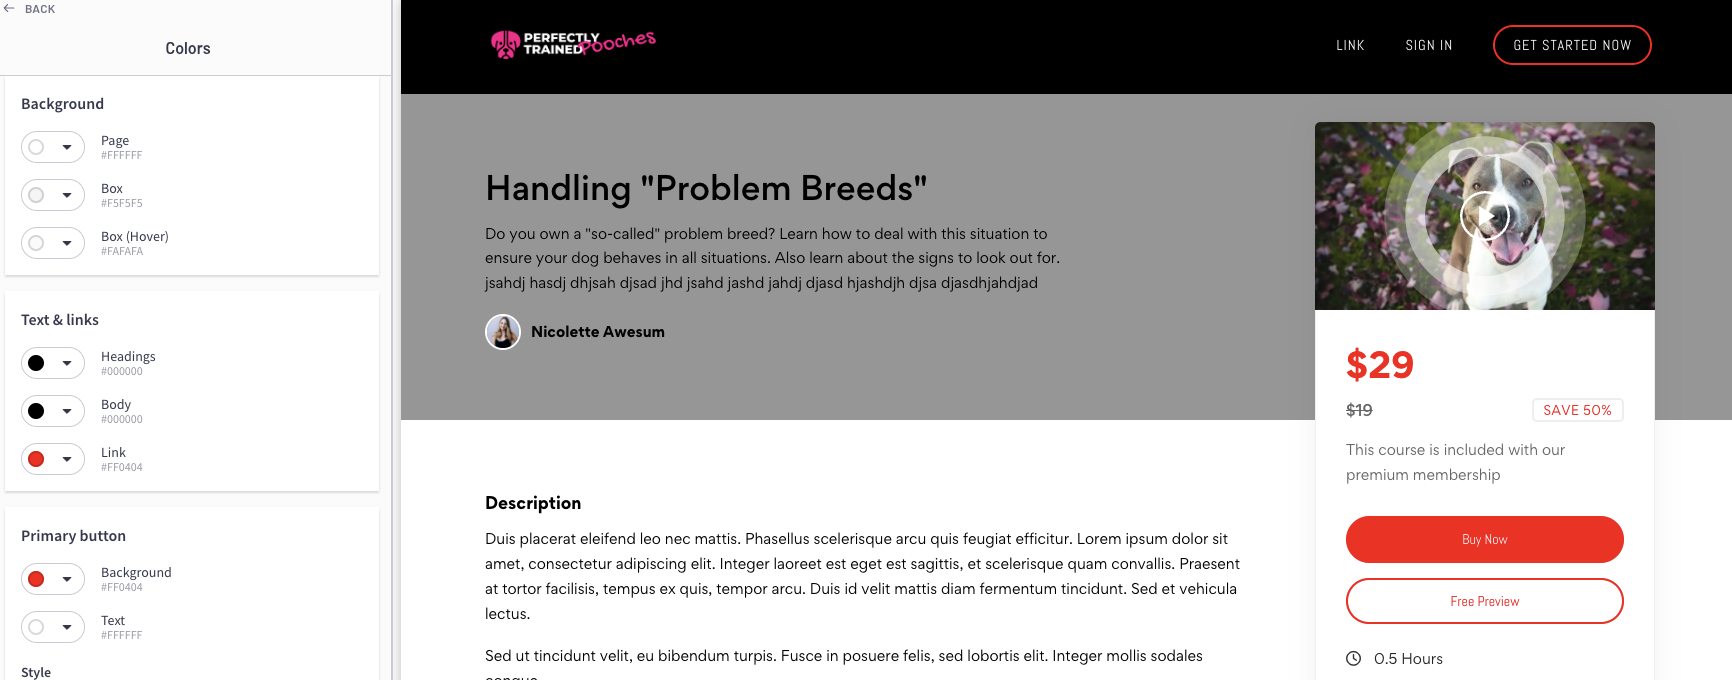 BACK
Colors
Background
Page
#FFFFFF
Box
#F5F5F5
Box (Hover)
#FAFAFA
Text & links
Headings
#000000
Body
#000000
Link
#FF0404
Primary button
Background
#FF0404
Text
#FFFFFF
Style
PERFECTLY
TRAINED Pooches
LINK
SIGN IN
GET STARTED NOW
Handling "Problem Breeds"
Do you own a "so-called" problem breed? Learn how to deal with this situation to
ensure your dog behaves in all situations. Also learn about the signs to look out for.
jsahdj hasdj dhjsah djsad jhd jsahd jashd jahdj djasd hjashdjh djsa djasdhjahdjad
Nicolette Awesum
Description
Duis placerat eleifend leo nec mattis. Phasellus scelerisque arcu quis feugiat efficitur. Lorem ipsum dolor sit
amet, consectetur adipiscing elit. Integer laoreet est eget est sagittis, et scelerisque quam convallis. Praesent
at tortor facilisis, tempus ex quis, tempor arcu. Duis id velit mattis diam fermentum tincidunt. Sed et vehicula
lectus.
Sed ut tincidunt velit, eu bibendum turpis. Fusce in posuere felis, sed lobortis elit. Integer mollis sodales
$29
$19
SAVE 50%
This course is included with our
premium membership
Buy Now
Free Preview
0.5 Hours